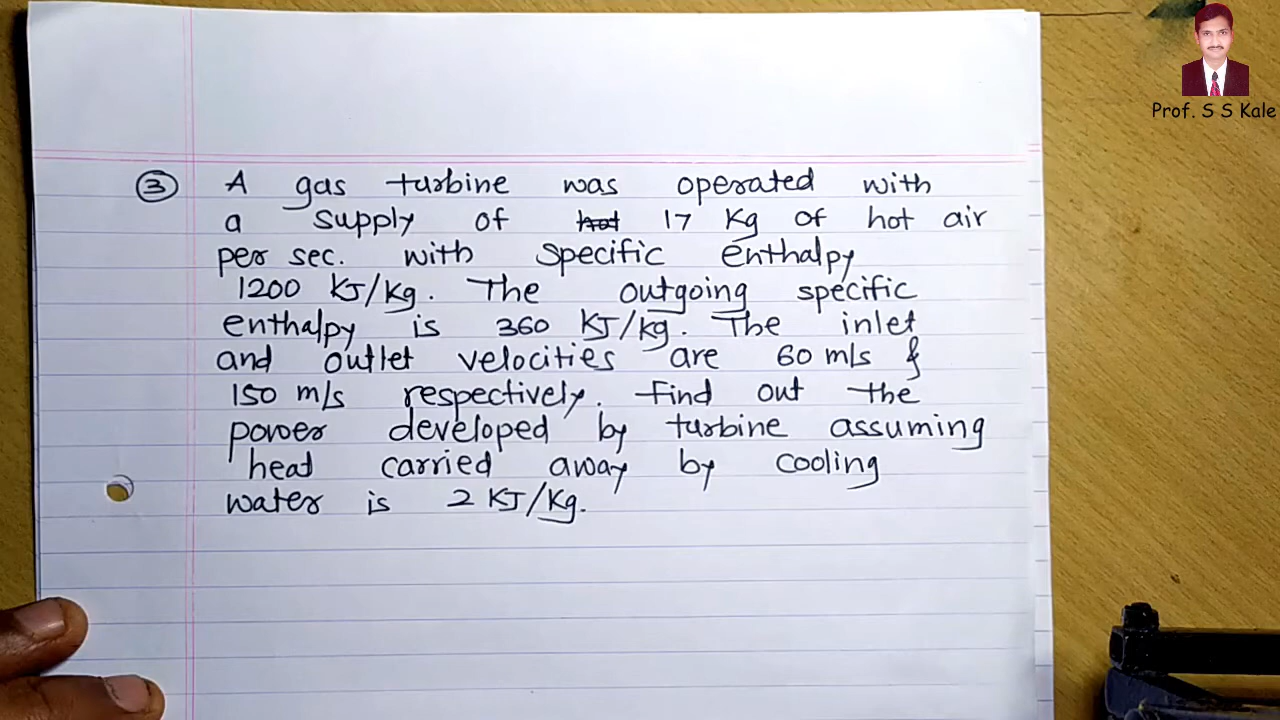 Prof. S S Kale
③ A gas turbine was operated with
a supply of hot 17 Kg of hot air
per sec. with specific enthalpy
1200 KJ/Kg. The outgoing specific
enthalpy is 360 KJ/kg. The inlet
and outlet velocities are 60 m/s &
150 m/s respectively. Find out the
power developed by turbine assuming
heat carried away by cooling
water is 2 KJ/Kg.